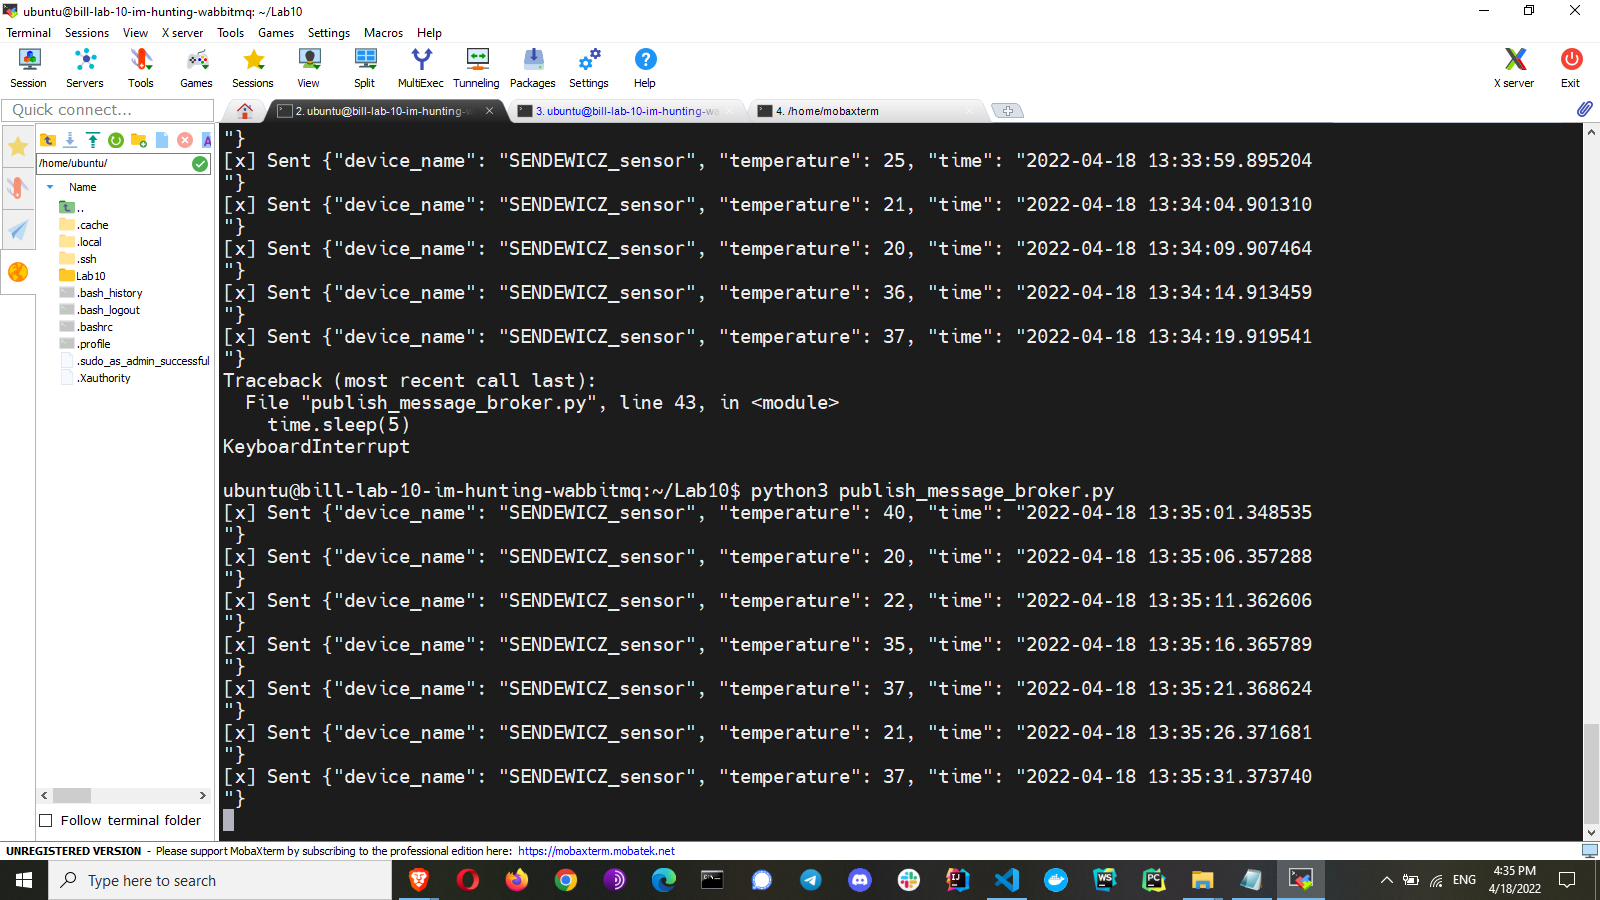 ubuntu@bill-lab-10-im-hunting-wabbitmq: ~/Lab10
Terminal Sessions View X server Tools Games Settings Macros Help
Session Servers Tools Games Sessions View Split MultiExec Tunneling Packages Settings Help X server Exit
Quick connect...
2. ubuntu@bill-lab-10-im-hunting-w
3. ubuntu@bill-lab-10-im-hunting-wa
4. /home/mobaxterm
/home/ubuntu/
Name
..
.cache
.local
.ssh
Lab10
.bash_history
.bash_logout
.bashrc
.profile
.sudo_as_admin_successful
.Xauthority
Follow terminal folder
"}
[x] Sent {"device_name": "SENDEWICZ_sensor", "temperature": 25, "time": "2022-04-18 13:33:59.895204
"}
[x] Sent {"device_name": "SENDEWICZ_sensor", "temperature": 21, "time": "2022-04-18 13:34:04.901310
"}
[x] Sent {"device_name": "SENDEWICZ_sensor", "temperature": 20, "time": "2022-04-18 13:34:09.907464
"}
[x] Sent {"device_name": "SENDEWICZ_sensor", "temperature": 36, "time": "2022-04-18 13:34:14.913459
"}
[x] Sent {"device_name": "SENDEWICZ_sensor", "temperature": 37, "time": "2022-04-18 13:34:19.919541
"}
Traceback (most recent call last):
  File "publish_message_broker.py", line 43, in <module>
    time.sleep(5)
KeyboardInterrupt
ubuntu@bill-lab-10-im-hunting-wabbitmq:~/Lab10$ python3 publish_message_broker.py
[x] Sent {"device_name": "SENDEWICZ_sensor", "temperature": 40, "time": "2022-04-18 13:35:01.348535
"}
[x] Sent {"device_name": "SENDEWICZ_sensor", "temperature": 20, "time": "2022-04-18 13:35:06.357288
"}
[x] Sent {"device_name": "SENDEWICZ_sensor", "temperature": 22, "time": "2022-04-18 13:35:11.362606
"}
[x] Sent {"device_name": "SENDEWICZ_sensor", "temperature": 35, "time": "2022-04-18 13:35:16.365789
"}
[x] Sent {"device_name": "SENDEWICZ_sensor", "temperature": 37, "time": "2022-04-18 13:35:21.368624
"}
[x] Sent {"device_name": "SENDEWICZ_sensor", "temperature": 21, "time": "2022-04-18 13:35:26.371681
"}
[x] Sent {"device_name": "SENDEWICZ_sensor", "temperature": 37, "time": "2022-04-18 13:35:31.373740
"}
UNREGISTERED VERSION - Please support MobaXterm by subscribing to the professional edition here: https://mobaxterm.mobatek.net
Type here to search
ENG
4:35 PM
4/18/2022